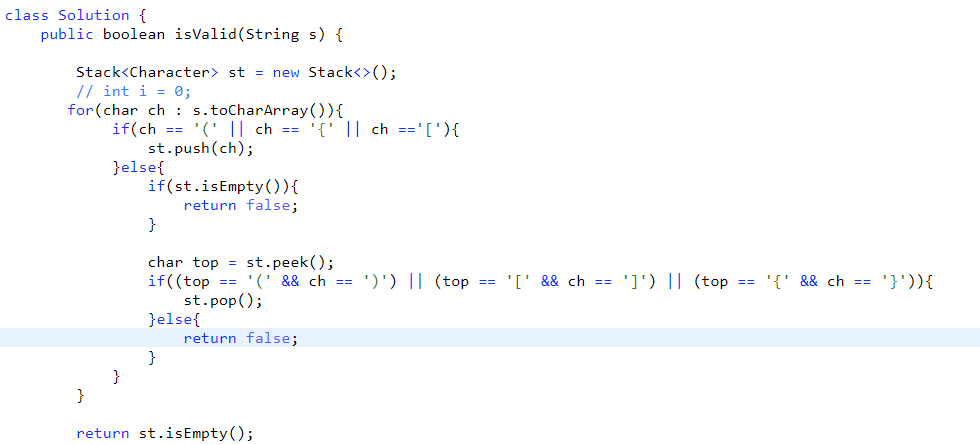 class Solution {
    public boolean isValid(String s) {

        Stack<Character> st = new Stack<>();
        // int i = 0;
       for(char ch : s.toCharArray()){
            if(ch == '(' || ch == '{' || ch =='['){
                st.push(ch);
            }else{
                if(st.isEmpty()){
                    return false;
                }

                char top = st.peek();
                if((top == '(' && ch == ')') || (top == '[' && ch == ']') || (top == '{' && ch == '}')){
                    st.pop();
                }else{
                    return false;
                }
            }
        }

        return st.isEmpty();